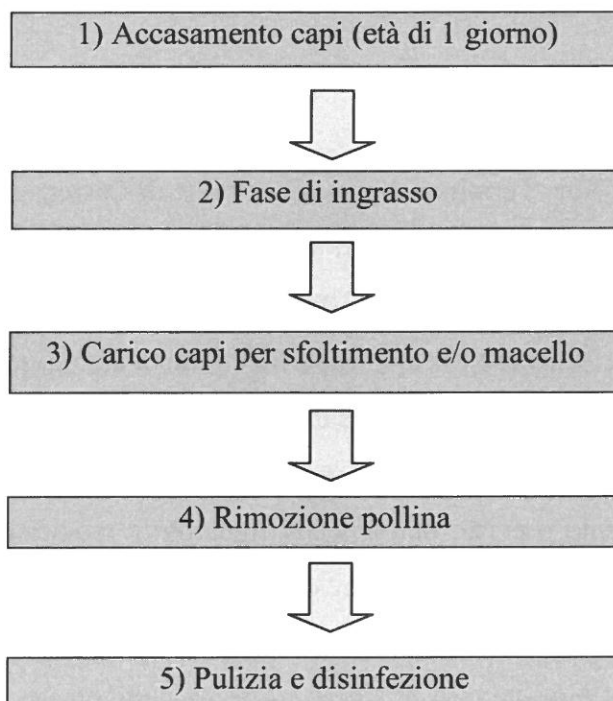 1) Accasamento capi (età di 1 giorno)
2) Fase di ingrasso
3) Carico capi per sfoltimento e/o macello
4) Rimozione pollina
5) Pulizia e disinfezione